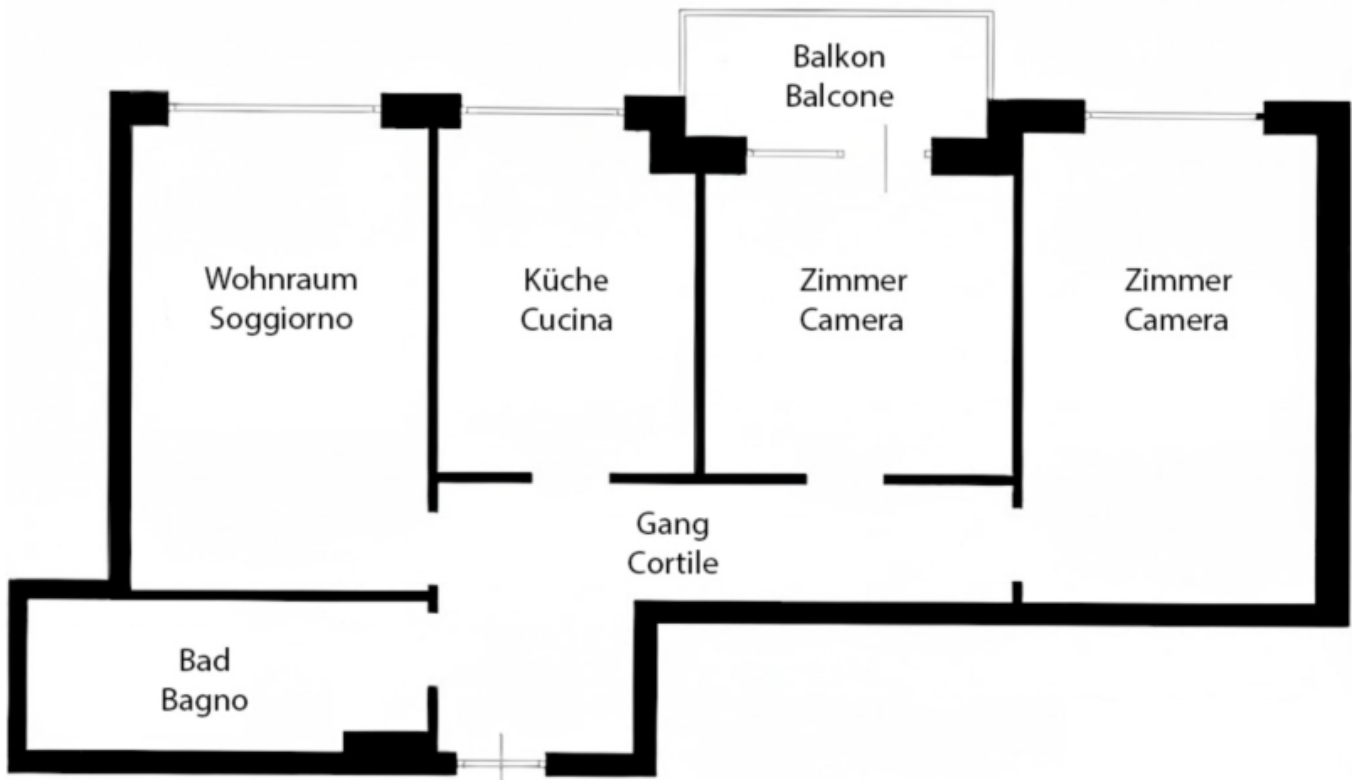 Balkon
Balcone
Wohnraum
Soggiorno
Küche
Cucina
Zimmer
Camera
Zimmer
Camera
Gang
Cortile
Bad
Bagno